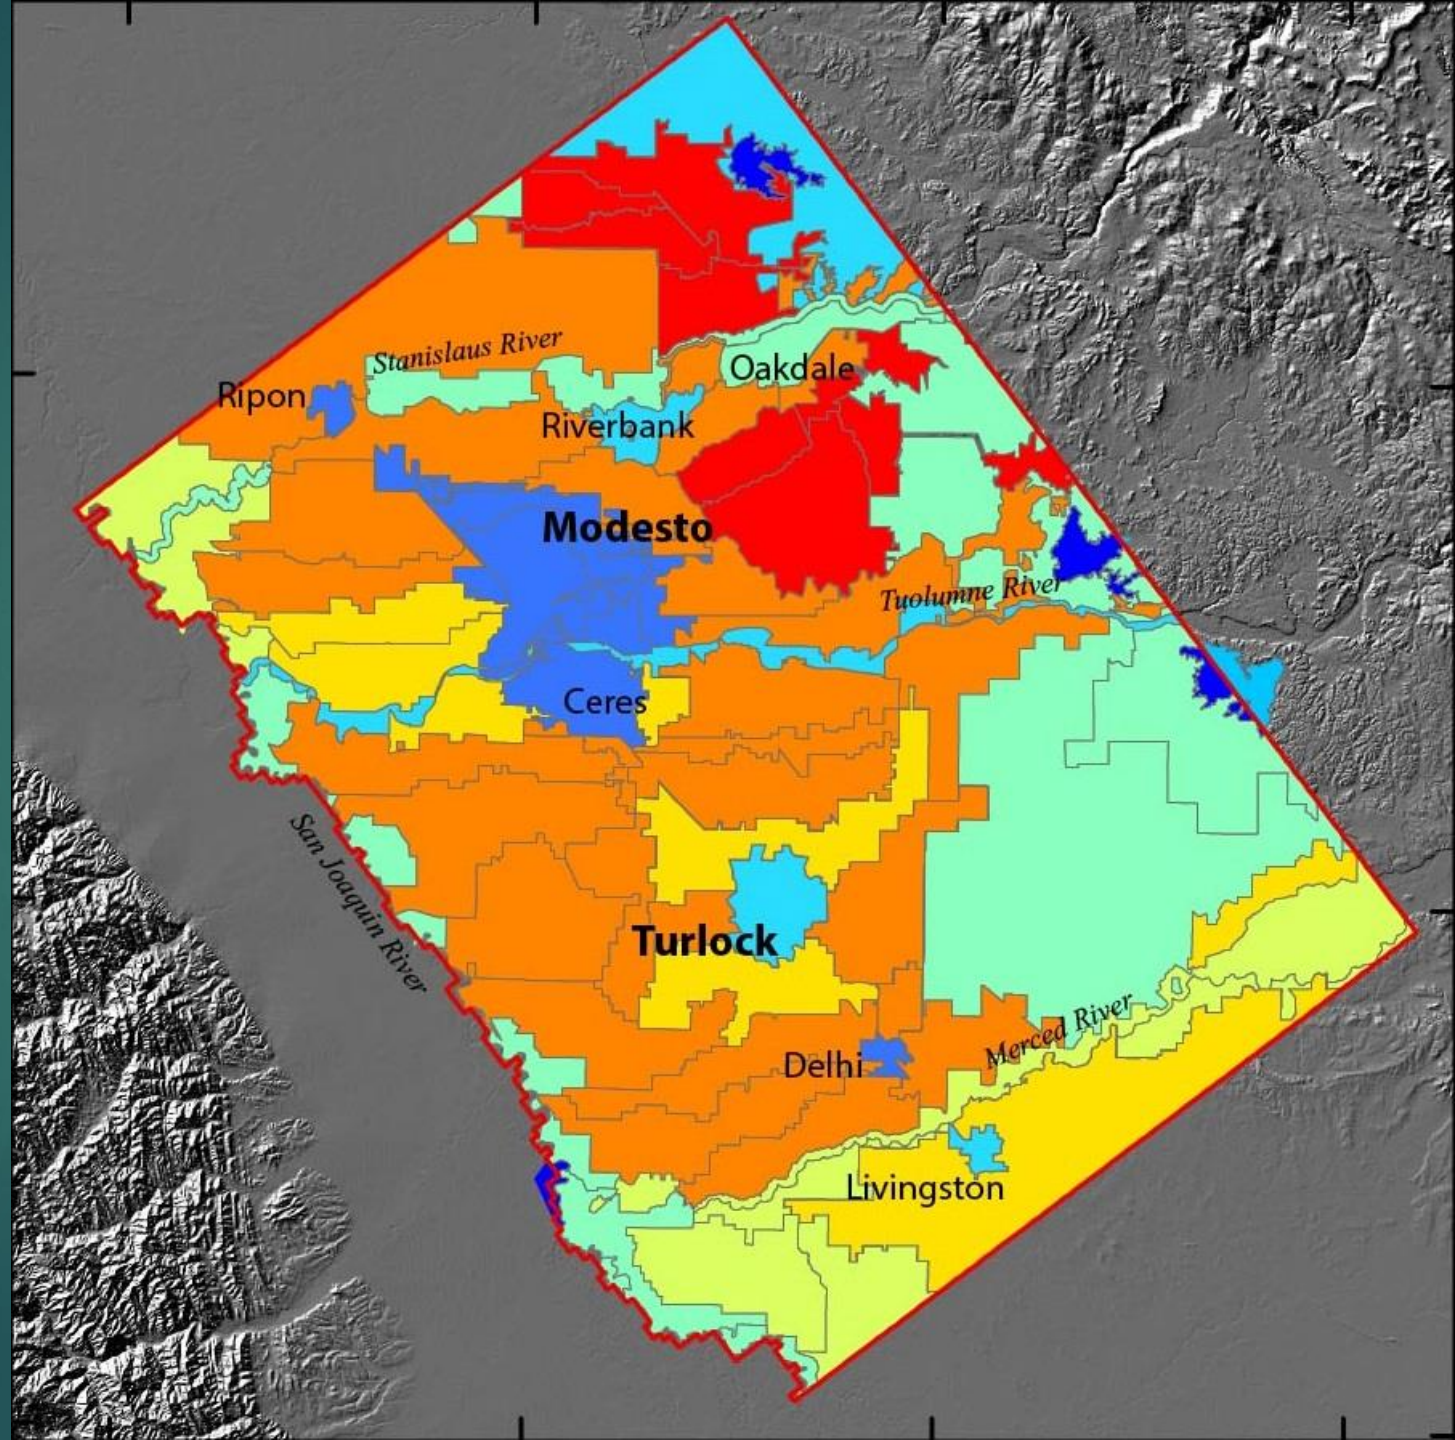 Stanislaus River
Oakdale
Ripon
Riverbank
Modesto
Tuolumne River
Ceres
San Joaquin River
Turlock
Merced River
Delhi
Livingston